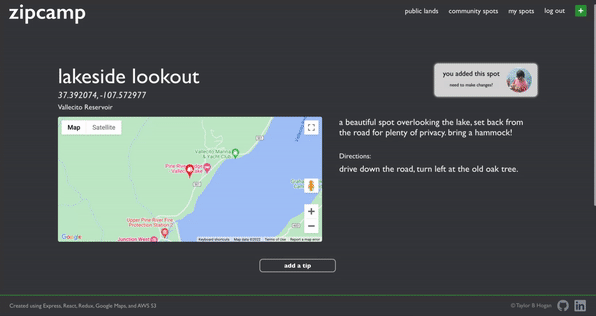 zipcamp
public lands
community spots
my spots
log out
+
lakeside lookout
37.392074, -107.572977
Vallecito Reservoir
you added this spot
need to make changes?
Map
Satellite
Vallecito Marina
& Yacht Club
Pine River Lodge
Upper Pine River Fire
Protection Station 2
Junction West
Google
Keyboard shortcuts
Map data ©2022
Terms of Use
Report a map error
+
−
a beautiful spot overlooking the lake, set back from
the road for plenty of privacy. bring a hammock!
Directions:
drive down the road, turn left at the old oak tree.
add a tip
Created using Express, React, Redux, Google Maps, and AWS S3
© Taylor B Hogan
in